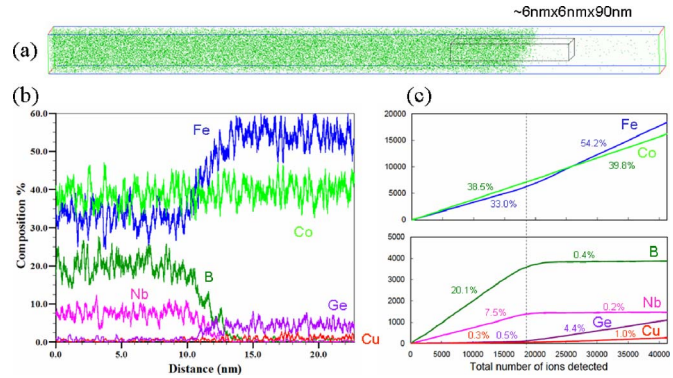 ~6nmx6nmx90nm
(a)
(b)
(c)
60.0
50.0
40.0
30.0
20.0
10.0
0.0
Composition %
Fe
Co
B
Nb
Ge
Cu
0.0 5.0 10.0 15.0 20.0
Distance (nm)
20000
15000
10000
5000
0
Fe
54.2%
Co
38.5%
39.8%
33.0%
5000
4000
3000
2000
1000
0
B
0.4%
20.1%
Nb
0.2%
7.5%
Ge
4.4%
Cu
0.3% 0.5% 1.0%
0 5000 10000 15000 20000 25000 30000 35000 40000
Total number of ions detected